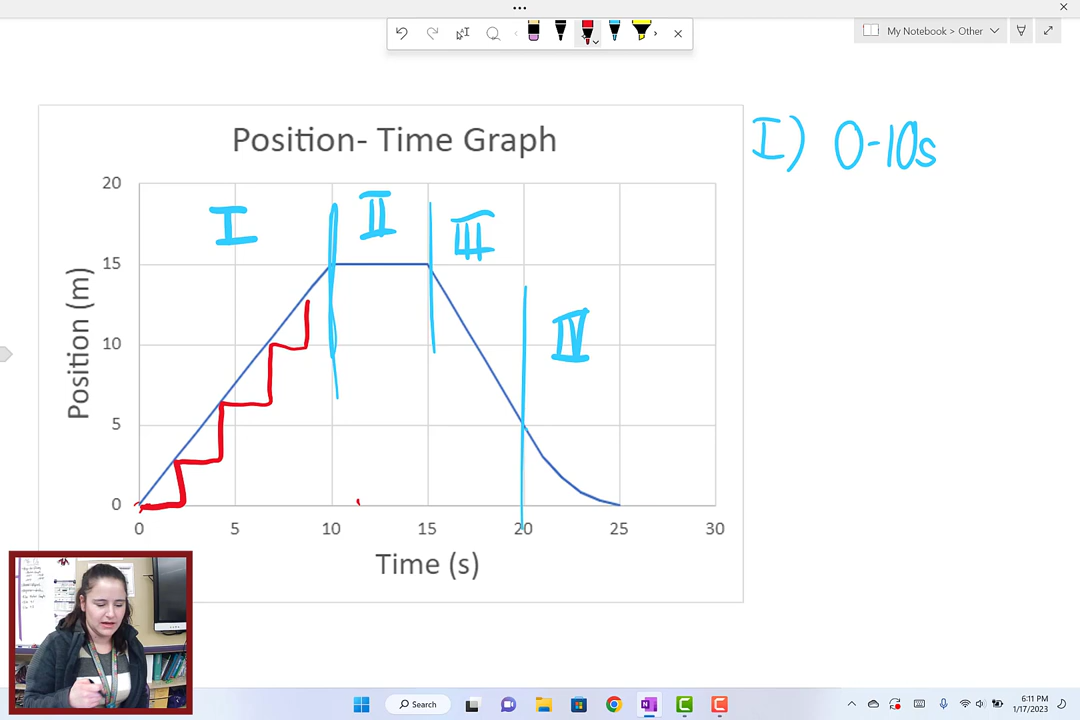 My Notebook > Other
Position- Time Graph
I) 0-10s
I
II
III
IV
20
15
10
5
0
Position (m)
0
5
10
15
20
25
30
Time (s)
Search
6:11 PM
1/17/2023